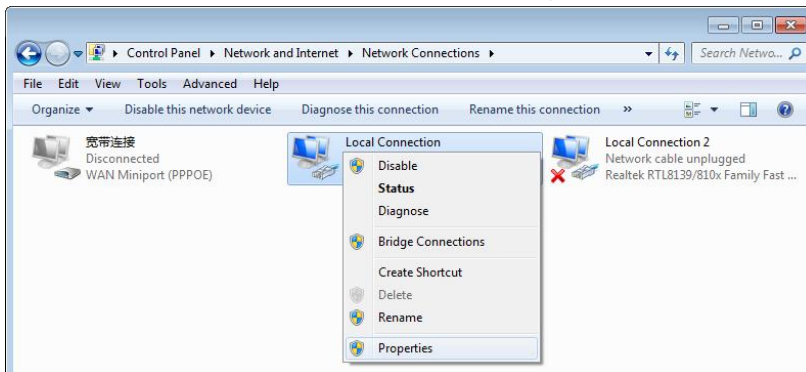 Control Panel Network and Internet Network Connections
Search Netwo...
File Edit View Tools Advanced Help
Organize Disable this network device Diagnose this connection Rename this connection »
宽带连接
Disconnected
WAN Miniport (PPPOE)
Local Connection
Disable
Status
Diagnose
Bridge Connections
Create Shortcut
Delete
Rename
Properties
Local Connection 2
Network cable unplugged
Realtek RTL8139/810x Family Fast ...